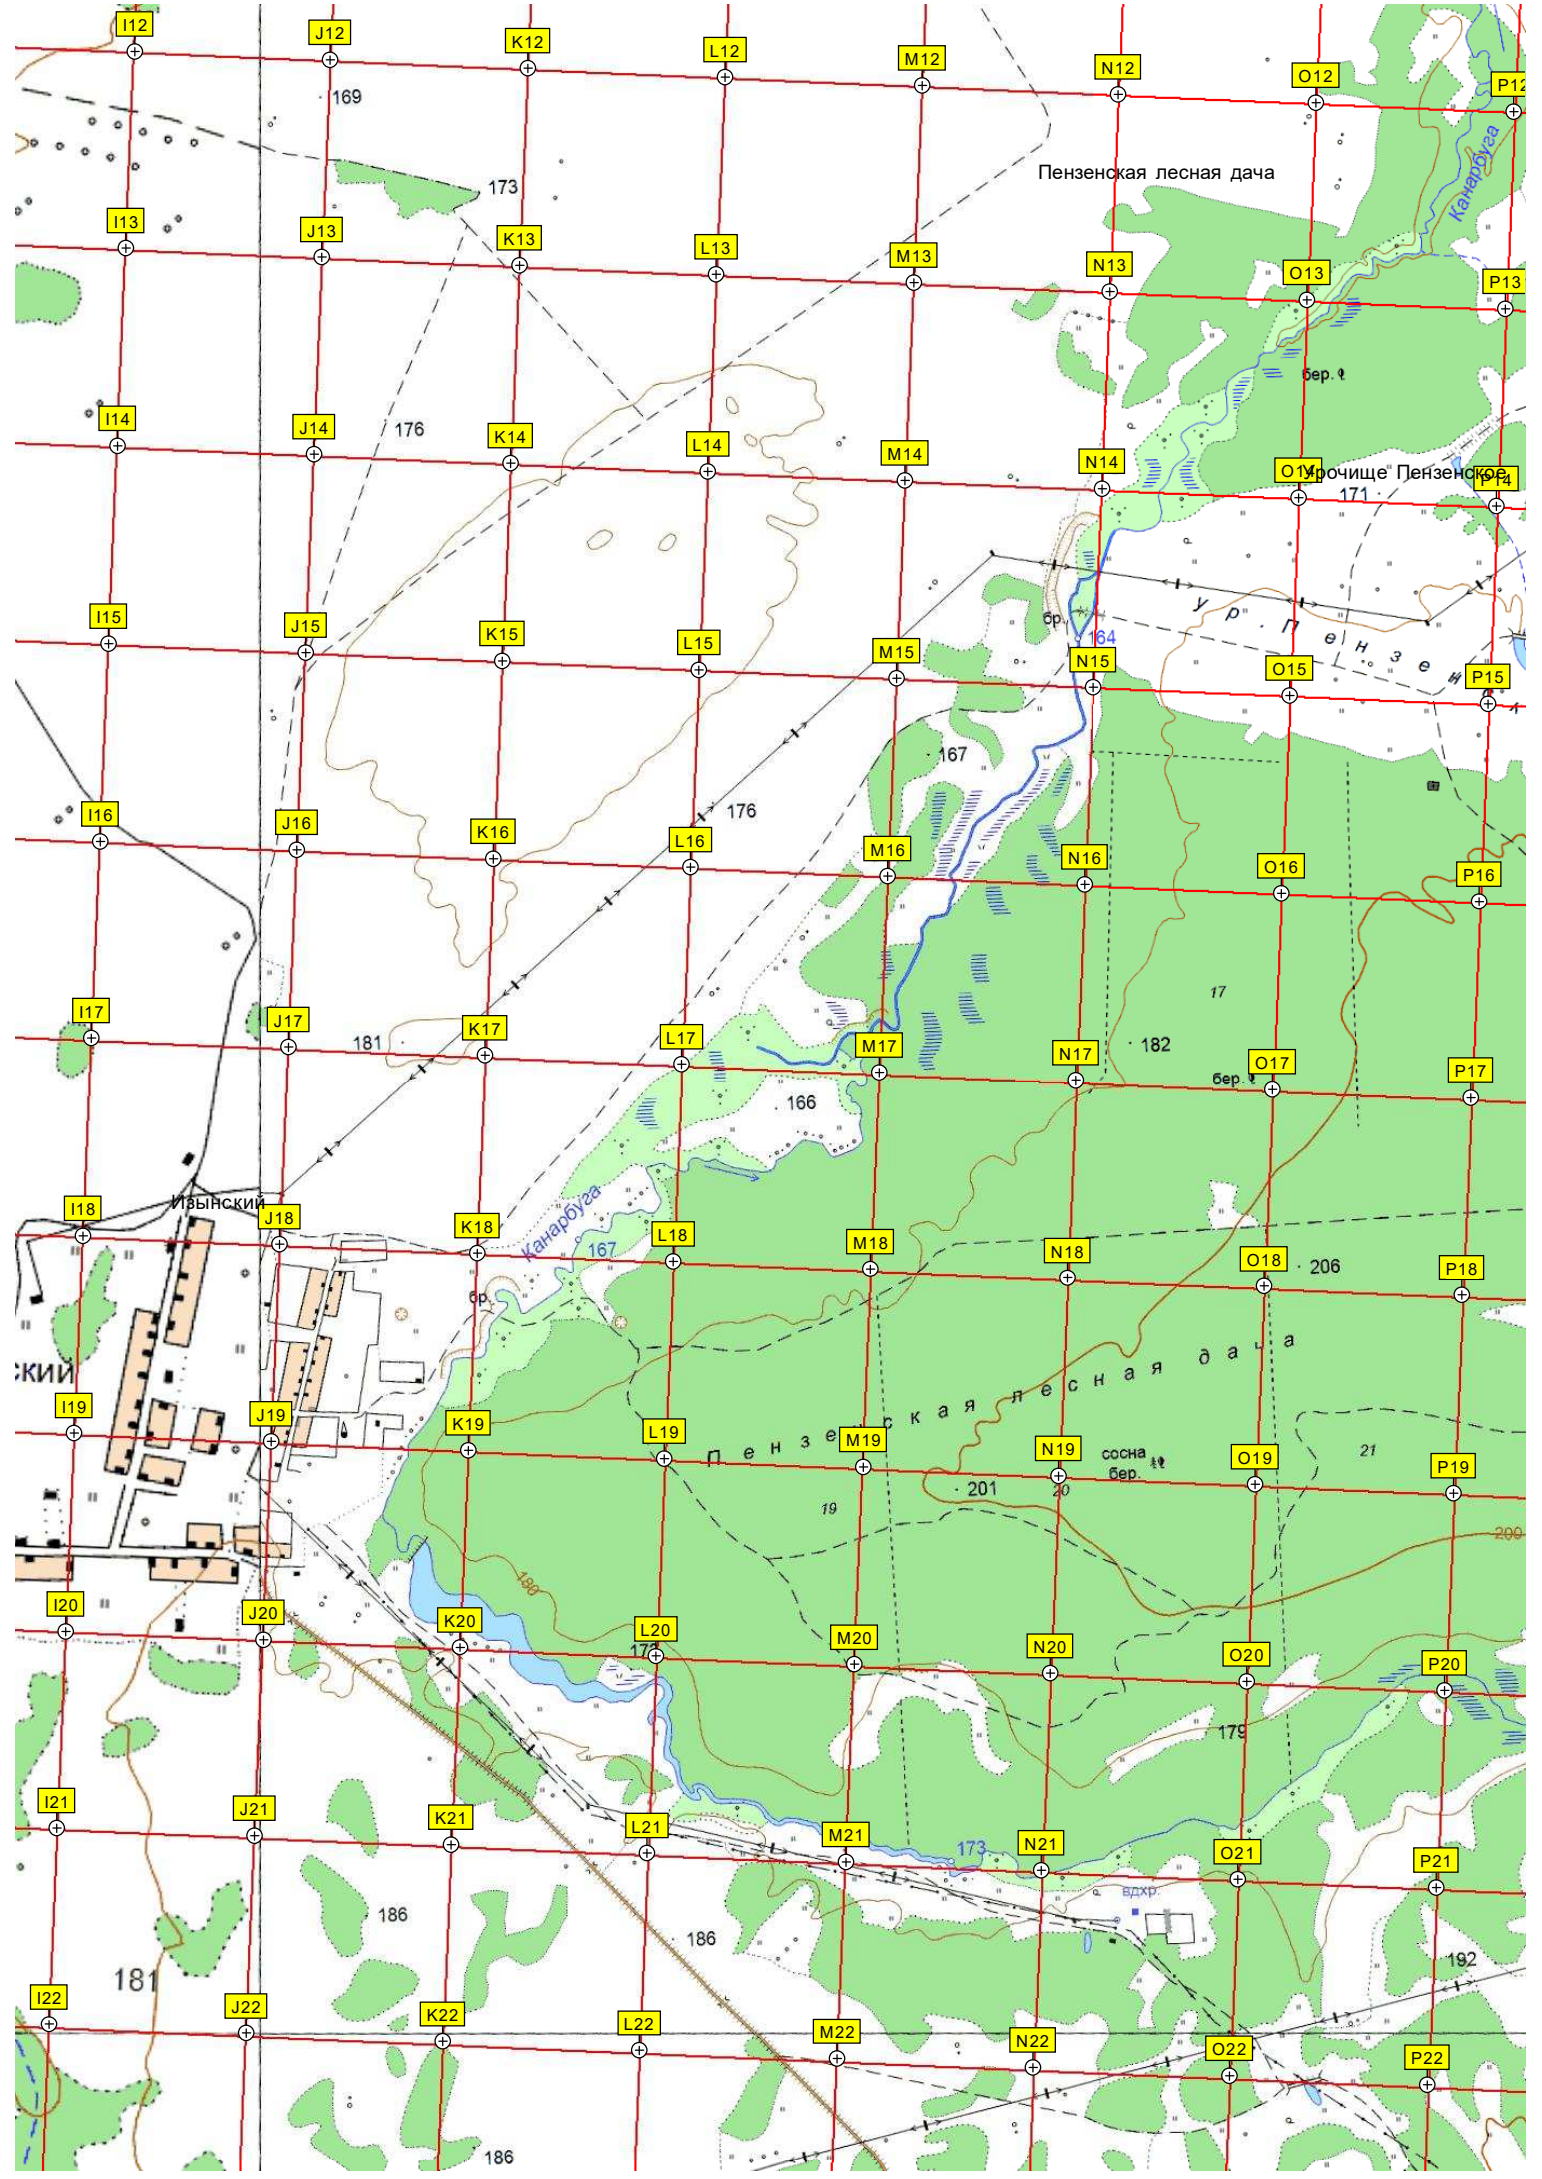 I12 J12 K12 L12 M12 N12 O12 P12
169
Канарбуга
173
Пензенская лесная дача
I13 J13 K13 L13 M13 N13 O13 P13
бер.
176
I14 J14 K14 L14 M14 N14 O14 P14
Урочище Пензенское
171
бр.
164
ур. Пензен
I15 J15 K15 L15 M15 N15 O15 P15
167
176
I16 J16 K16 L16 M16 N16 O16 P16
17
182
181
I17 J17 K17 L17 M17 N17 O17 P17
бер.
166
Изынский
Канарбуга
167
I18 J18 K18 L18 M18 N18 O18 P18
206
бр.
ский
I19 J19 K19 L19 M19 N19 O19 P19
сосна
бер.
21
201
20
19
200
180
I20 J20 K20 L20 M20 N20 O20 P20
179
I21 J21 K21 L21 M21 N21 O21 P21
173
вдхр.
186
186
192
181
I22 J22 K22 L22 M22 N22 O22 P22
186